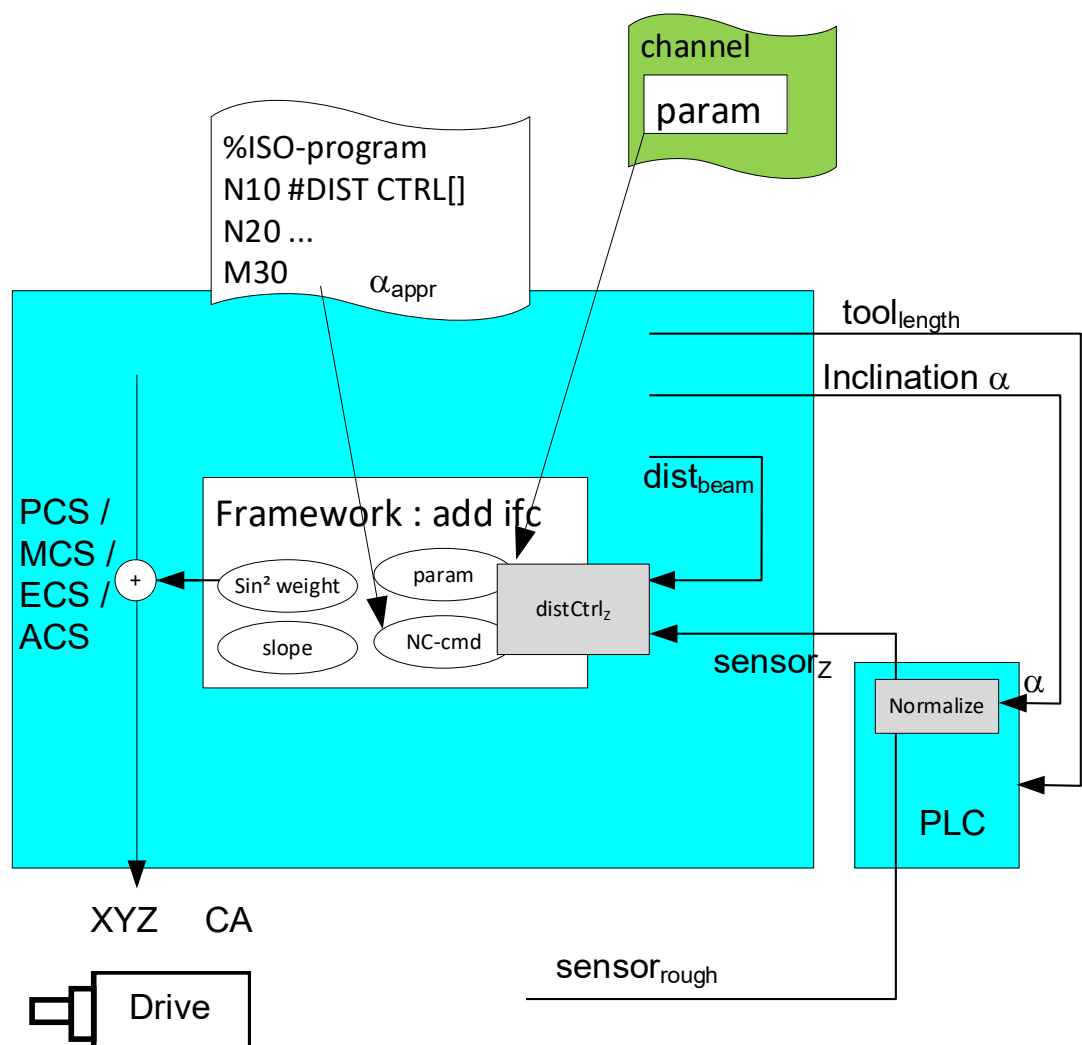 channel
param
%ISO-program
N10 #DIST CTRL[]
N20 ...
M30
αappr
toollength
Inclination α
distbeam
PCS /
MCS /
ECS /
ACS
+
Framework : add ifc
Sin² weight
param
slope
NC-cmd
distCtrlZ
sensorZ
α
Normalize
PLC
XYZ CA
sensorrough
Drive